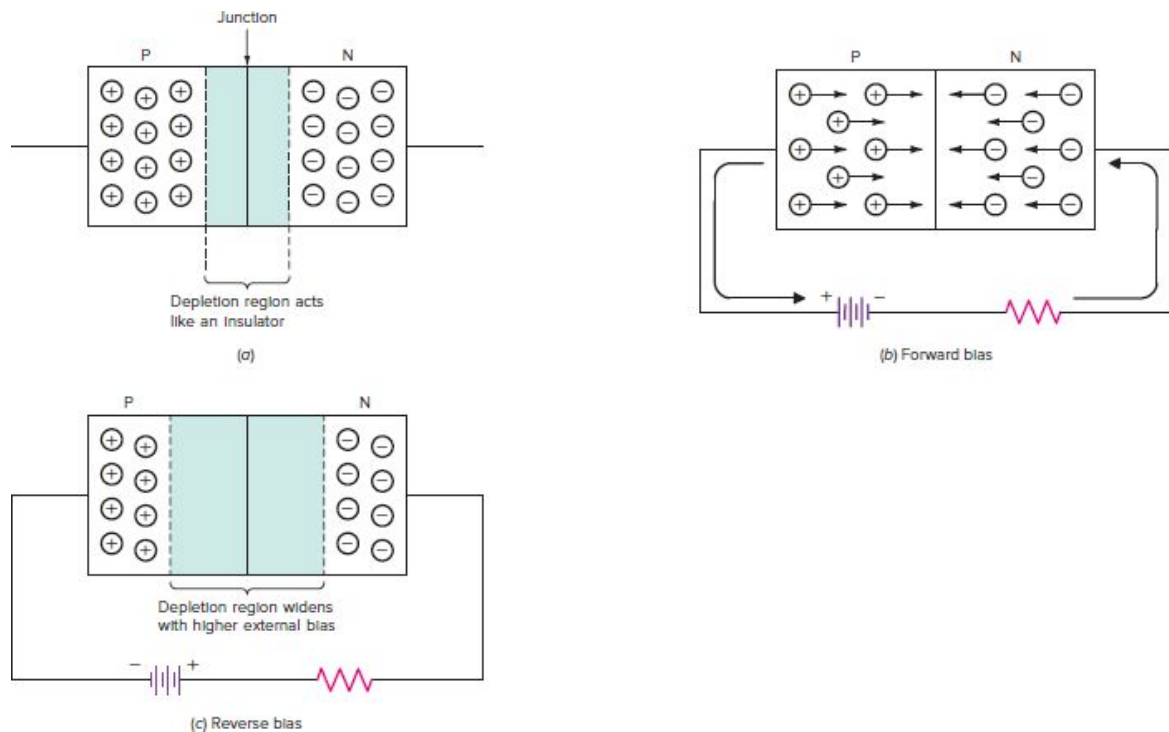 Junction
P N
+ + + − − −
+ + + − − −
+ + + − − −
+ + + − − −
Depletion region acts
like an insulator
(a)
P N
+ + − −
+ −
+ + − −
+ −
+ + − −
+ −
(b) Forward bias
P N
+ + − −
+ + − −
+ + − −
+ + − −
Depletion region widens
with higher external bias
− +
(c) Reverse bias